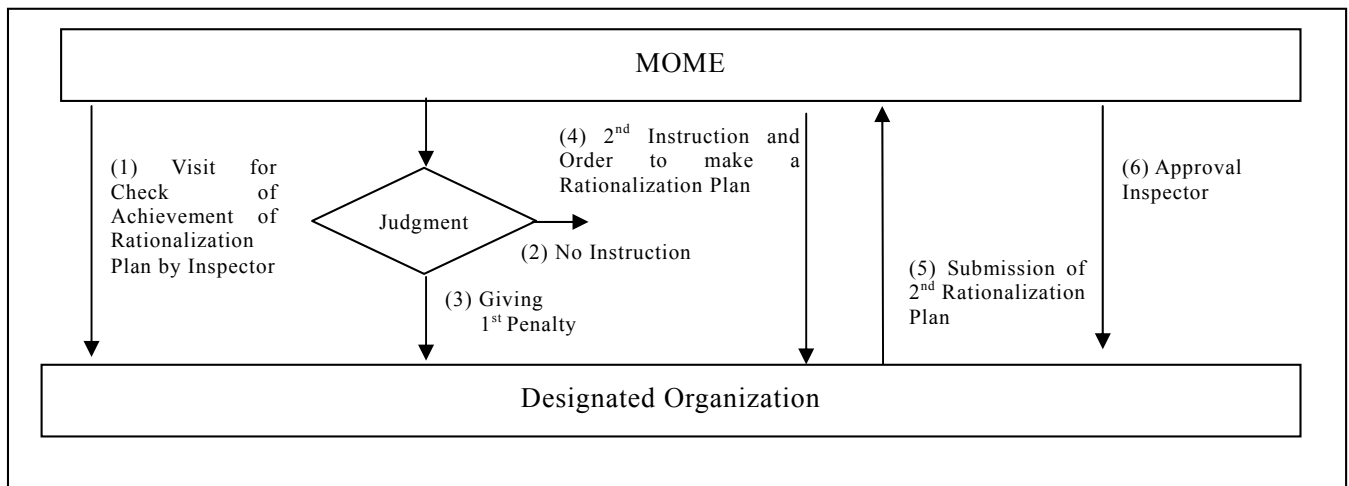 MOME
(1) Visit for
Check of
Achievement of
Rationalization
Plan by Inspector
Judgment
(2) No Instruction
(3) Giving
1st Penalty
(4) 2nd Instruction and
Order to make a
Rationalization Plan
(5) Submission of
2nd Rationalization
Plan
(6) Approval
Inspector
Designated Organization